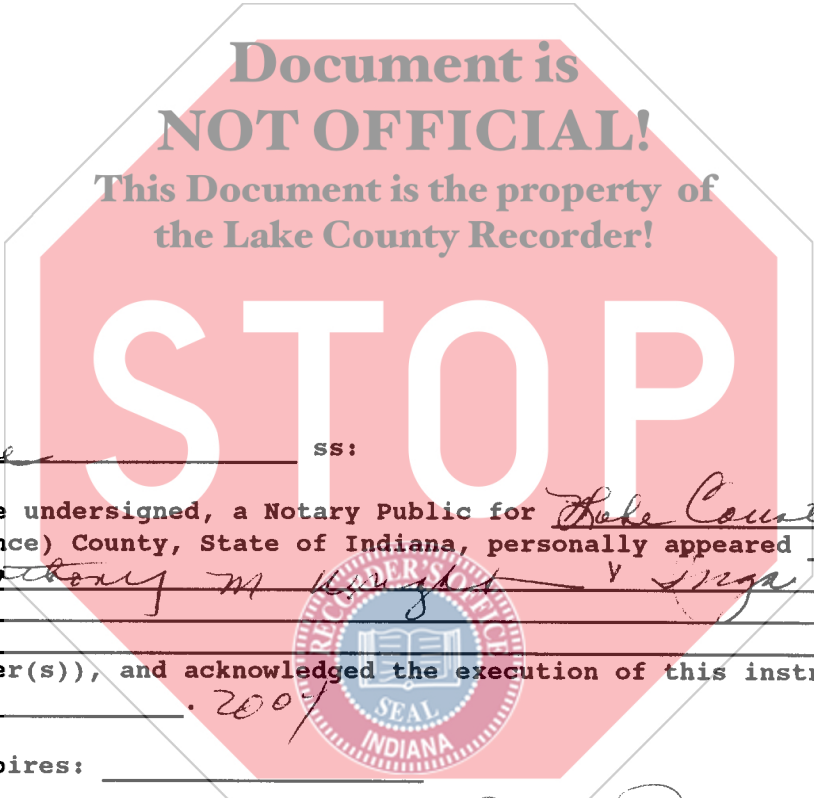 Document is
NOT OFFICIAL!
This Document is the property of
the Lake County Recorder!
STOP
ss:
undersigned, a Notary Public for Lake
nce) County, State of Indiana, personally appeared
thony M
er(s)), and acknowledged the execution of this instr
. 2007
pires:
RECORDER'S OFFICE
SEAL
INDIANA